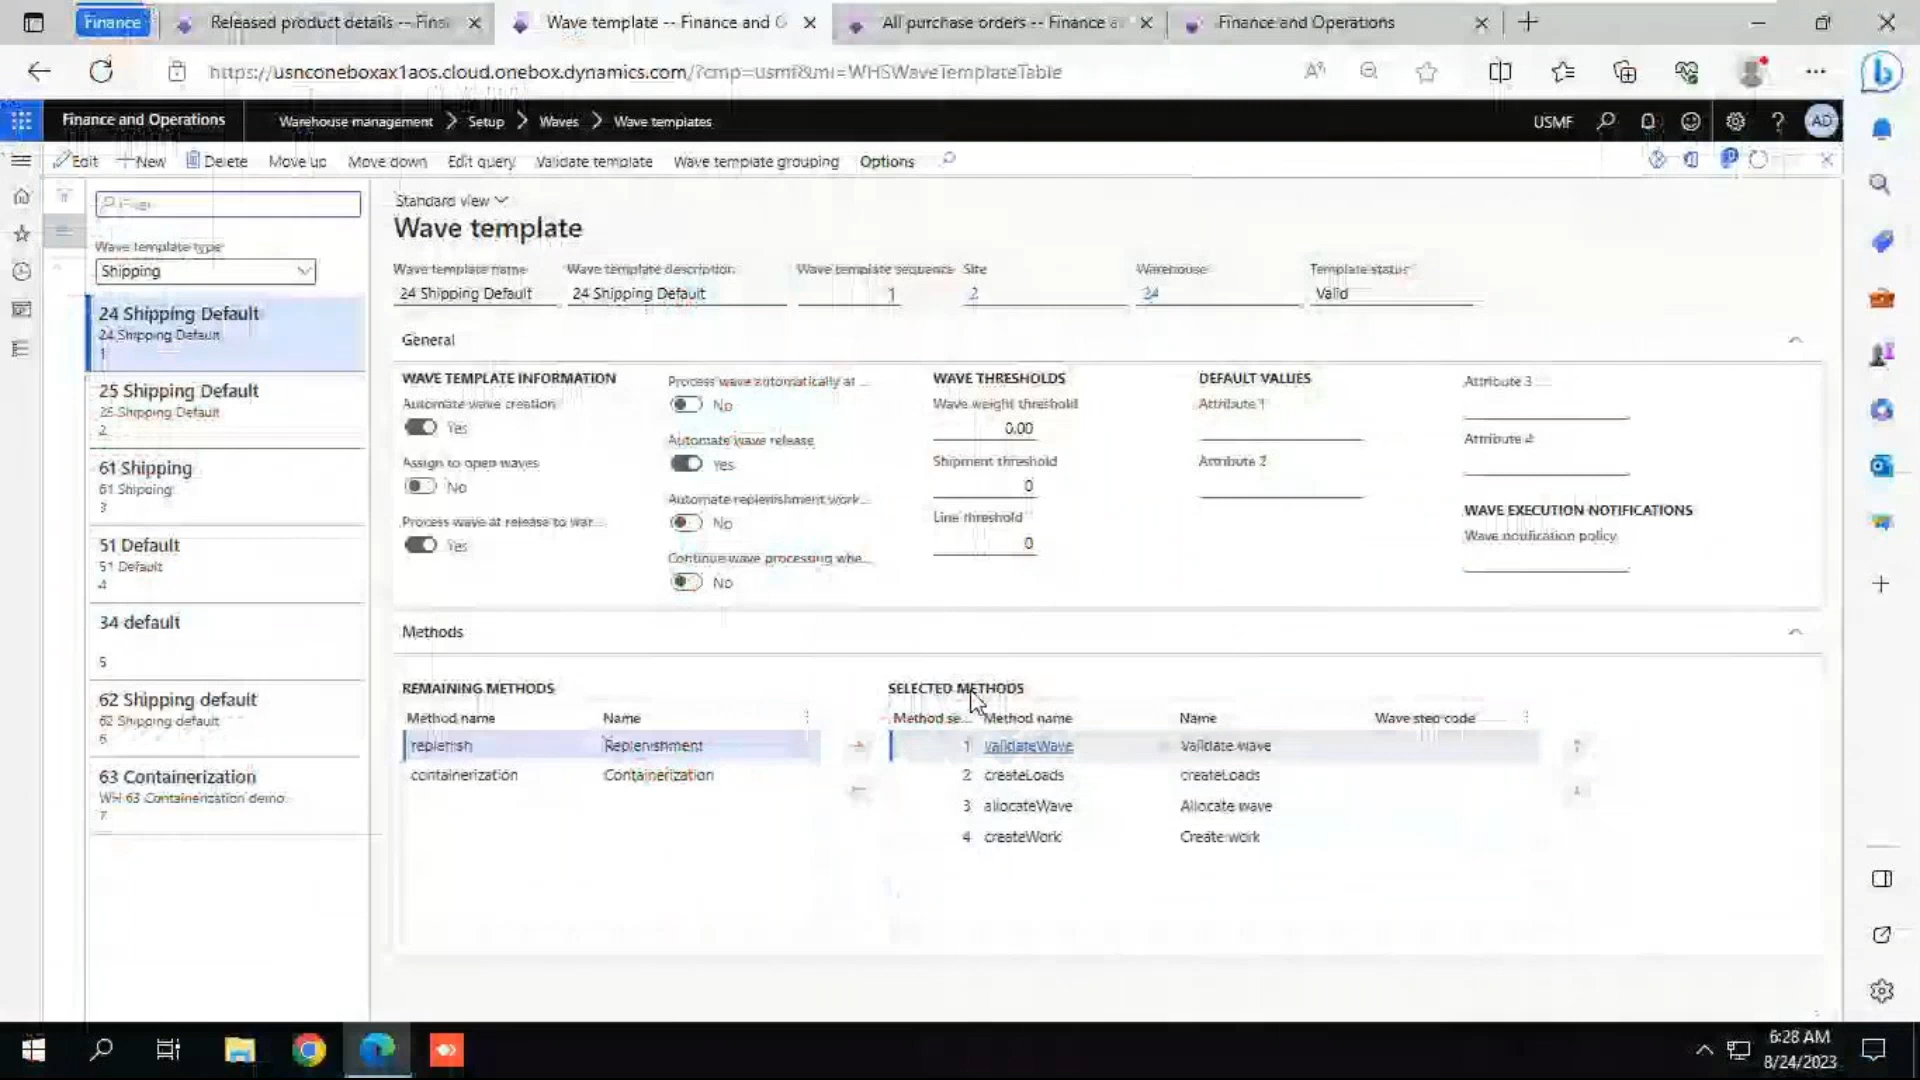 Finance
Released product details -- Finan
Wave template -- Finance and O
All purchase orders -- Finance a
Finance and Operations
https://usnconeboxax1aos.cloud.onebox.dynamics.com/?cmp=usmf&mi=WHSWaveTemplateTable
Finance and Operations
Warehouse management
Setup
Waves
Wave templates
USMF
AD
Edit
New
Delete
Move up
Move down
Edit query
Validate template
Wave template grouping
Options
Filter
Wave template type
Shipping
24 Shipping Default
24 Shipping Default
1
25 Shipping Default
25 Shipping Default
2
61 Shipping
61 Shipping
3
51 Default
51 Default
4
34 default
5
62 Shipping default
62 Shipping default
6
63 Containerization
WH 63 Containerization demo
7
Standard view
Wave template
Wave template name
Wave template description
Wave template sequence
Site
Warehouse
Template status
24 Shipping Default
24 Shipping Default
1
2
24
Valid
General
WAVE TEMPLATE INFORMATION
Automate wave creation
Yes
Assign to open waves
No
Process wave at release to war...
Yes
Process wave automatically at ...
No
Automate wave release
Yes
Automate replenishment work...
No
Continue wave processing whe...
No
WAVE THRESHOLDS
Wave weight threshold
0.00
Shipment threshold
0
Line threshold
0
DEFAULT VALUES
Attribute 1
Attribute 2
Attribute 3
Attribute 4
WAVE EXECUTION NOTIFICATIONS
Wave notification policy
Methods
REMAINING METHODS
Method name
Name
replenish
Replenishment
containerization
Containerization
SELECTED METHODS
Method se...
Method name
Name
Wave step code
1 validateWave Validate wave
2 createLoads createLoads
3 allocateWave Allocate wave
4 createWork Create work
6:28 AM
8/24/2023